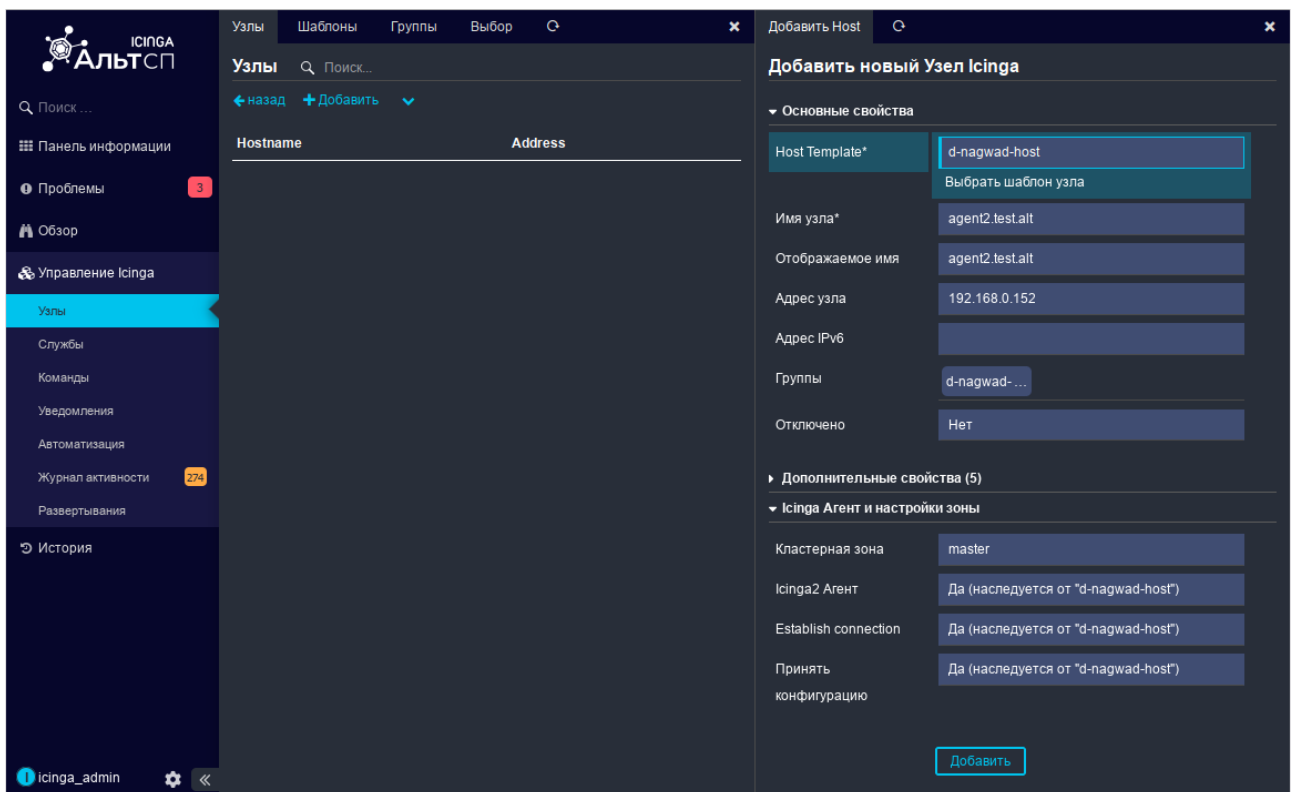 ICINGA
АльтСП
Поиск ...
Панель информации
Проблемы 3
Обзор
Управление Icinga
Узлы
Службы
Команды
Уведомления
Автоматизация
Журнал активности 274
Развертывания
История
icinga_admin
Узлы Шаблоны Группы Выбор
Узлы Поиск...
назад Добавить
Hostname Address
Добавить Host
Добавить новый Узел Icinga
Основные свойства
Host Template* d-nagwad-host
Выбрать шаблон узла
Имя узла* agent2.test.alt
Отображаемое имя agent2.test.alt
Адрес узла 192.168.0.152
Адрес IPv6
Группы d-nagwad- ...
Отключено Нет
Дополнительные свойства (5)
Icinga Агент и настройки зоны
Кластерная зона master
Icinga2 Агент Да (наследуется от "d-nagwad-host")
Establish connection Да (наследуется от "d-nagwad-host")
Принять Да (наследуется от "d-nagwad-host")
конфигурацию
Добавить